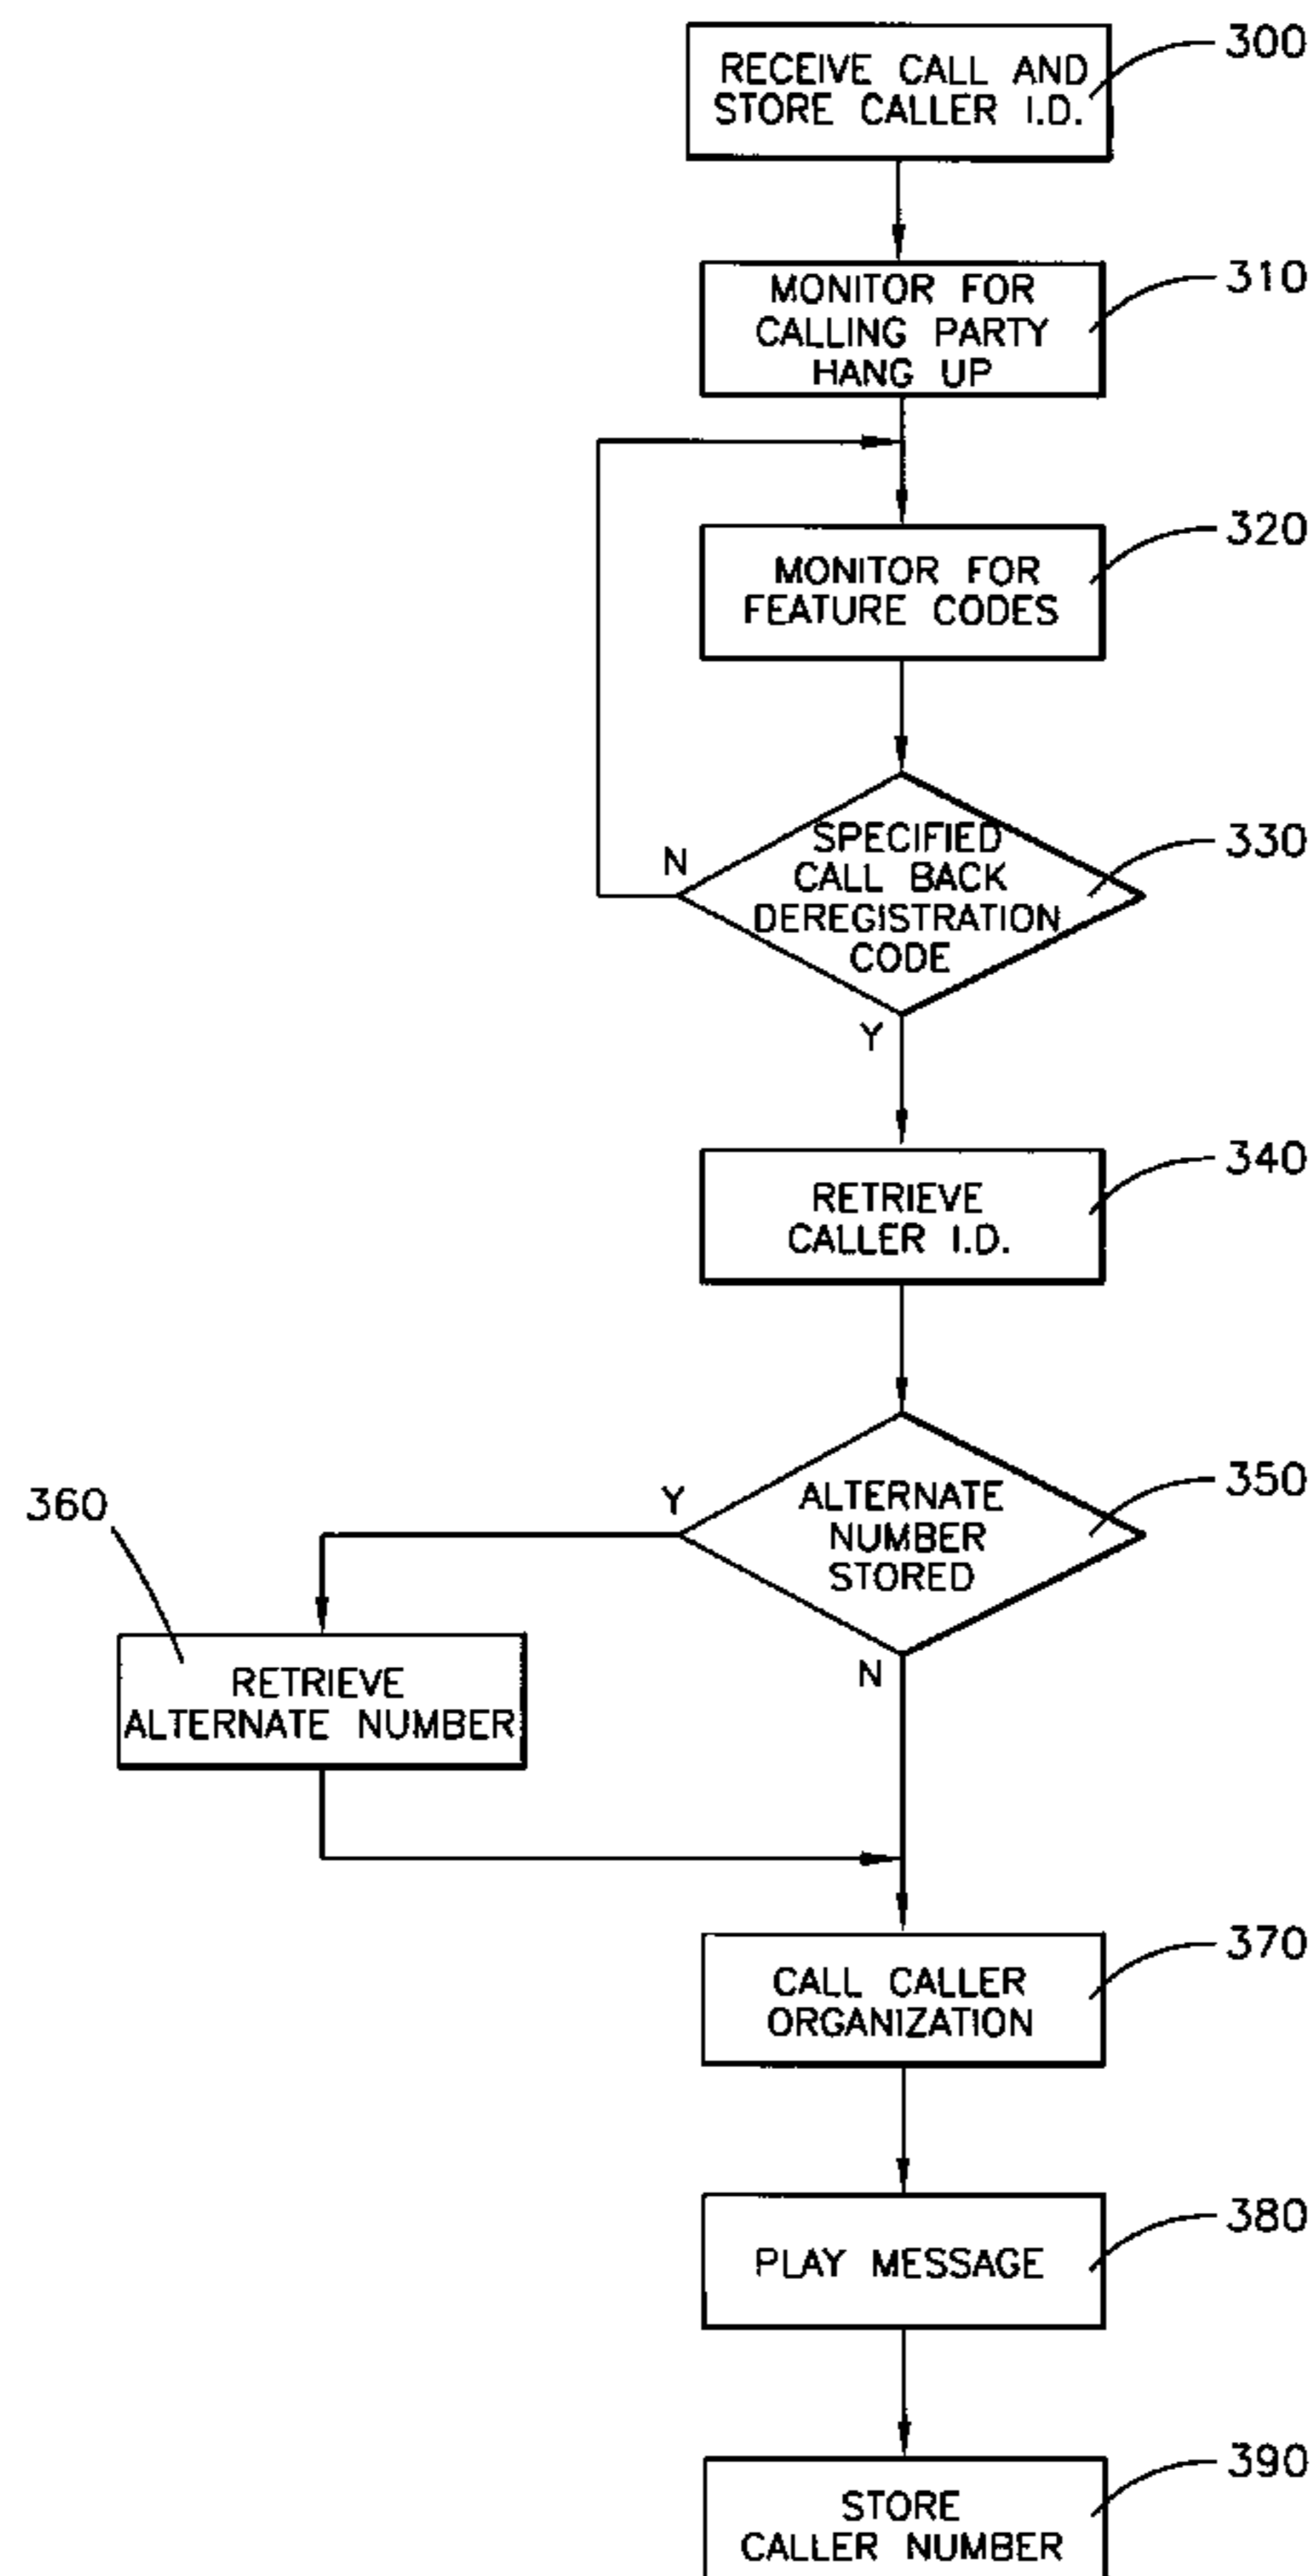 RECEIVE CALL AND
STORE CALLER I.D.
300
MONITOR FOR
CALLING PARTY
HANG UP
310
MONITOR FOR
FEATURE CODES
320
SPECIFIED
CALL BACK
DEREGISTRATION
CODE
330
N
Y
RETRIEVE
CALLER I.D.
340
ALTERNATE
NUMBER
STORED
350
Y
N
360
RETRIEVE
ALTERNATE NUMBER
CALL CALLER
ORGANIZATION
370
PLAY MESSAGE
380
STORE
CALLER NUMBER
390